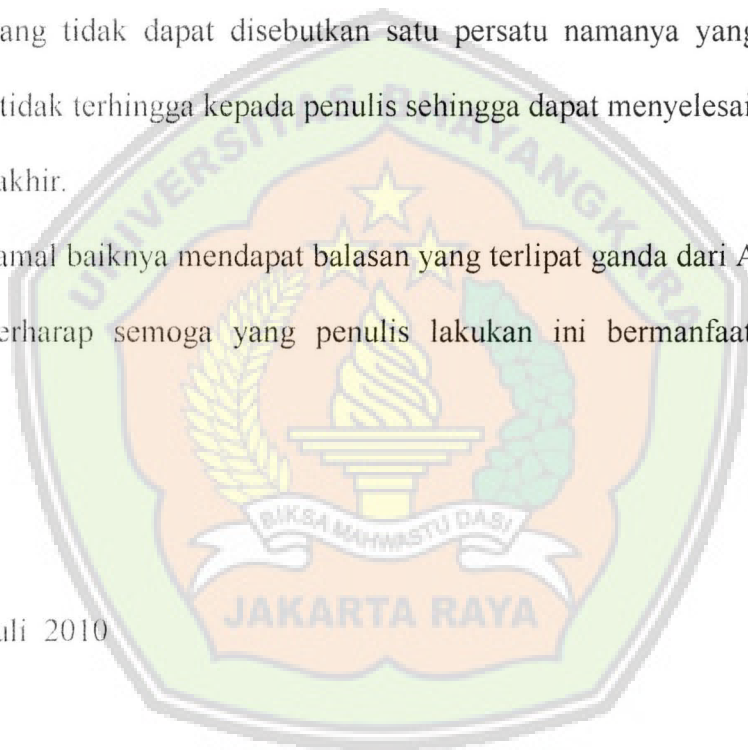 ang tidak dapat disebutkan satu persatu namanya yang
tidak terhingga kepada penulis sehingga dapat menyelesai
akhir.
amal baiknya mendapat balasan yang terlipat ganda dari A
erharap semoga yang penulis lakukan ini bermanfaat
uli 2010
UNIVERSITAS BHAYANGKARA
BIKSA MAHWASTU DASI
JAKARTA RAYA